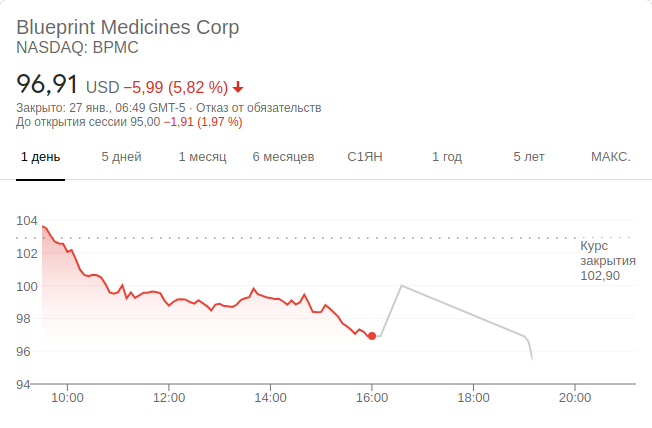 Blueprint Medicines Corp
NASDAQ: BPMC
96,91 USD −5,99 (5,82 %)
Закрыто: 27 янв., 06:49 GMT-5 · Отказ от обязательств
До открытия сессии 95,00 −1,91 (1,97 %)
1 день 5 дней 1 месяц 6 месяцев С1ЯН 1 год 5 лет МАКС.
104
Курс
закрытия
102,90
102
100
98
96
94
10:00 12:00 14:00 16:00 18:00 20:00